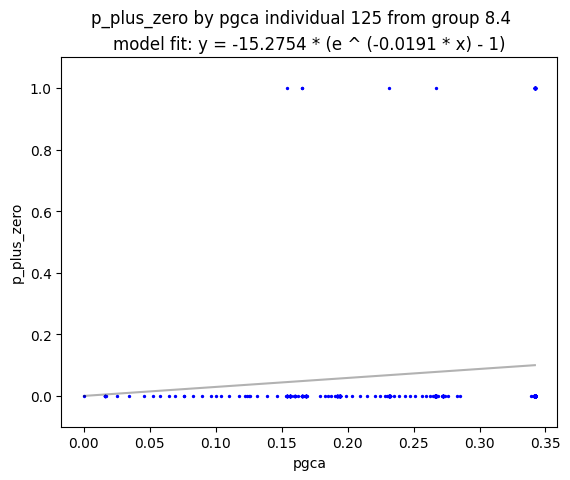 p_plus_zero by pgca individual 125 from group 8.4
model fit: y = -15.2754 * (e ^ (-0.0191 * x) - 1)
1.0
0.8
0.6
0.4
0.2
0.0
p_plus_zero
0.00 0.05 0.10 0.15 0.20 0.25 0.30 0.35
pgca